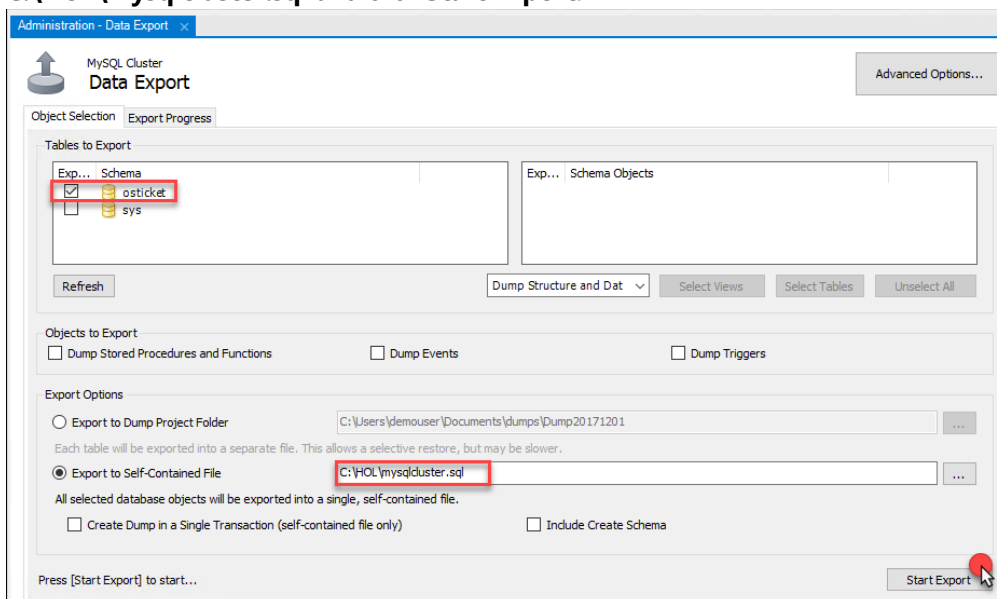 Administration - Data Export ×
MySQL Cluster
Data Export
Advanced Options...
Object Selection Export Progress
Tables to Export
Exp... Schema
osticket
sys
Exp... Schema Objects
Refresh
Dump Structure and Dat
Select Views
Select Tables
Unselect All
Objects to Export
Dump Stored Procedures and Functions
Dump Events
Dump Triggers
Export Options
Export to Dump Project Folder
C:\Users\demouser\Documents\dumps\Dump20171201
...
Each table will be exported into a separate file. This allows a selective restore, but may be slower.
Export to Self-Contained File
C:\HOL\mysqlcluster.sql
...
All selected database objects will be exported into a single, self-contained file.
Create Dump in a Single Transaction (self-contained file only)
Include Create Schema
Press [Start Export] to start...
Start Export